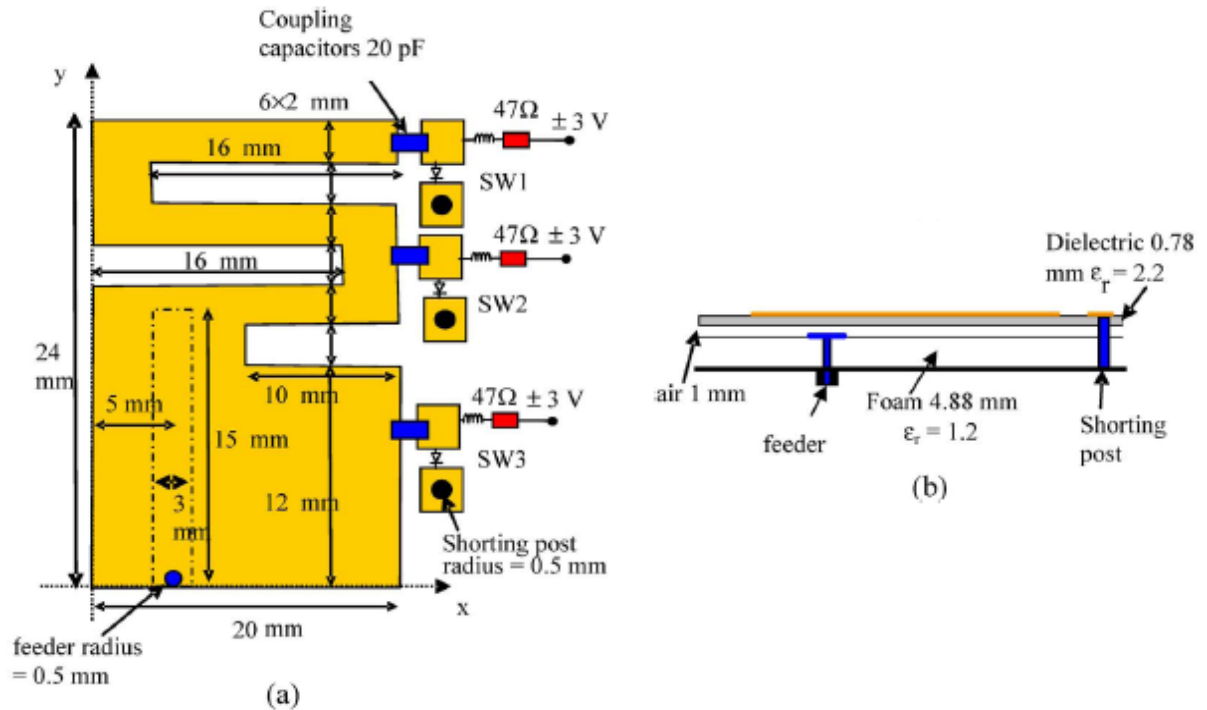 Coupling
capacitors 20 pF
y
6×2 mm
47Ω
± 3 V
16 mm
SW1
47Ω ± 3 V
16 mm
SW2
24
mm
5 mm
10 mm
47Ω ± 3 V
15 mm
SW3
3
mm
12 mm
Shorting post
radius = 0.5 mm
x
20 mm
feeder radius
= 0.5 mm
(a)
Dielectric 0.78
mm εr = 2.2
air 1 mm
Foam 4.88 mm
εr = 1.2
feeder
Shorting
post
(b)